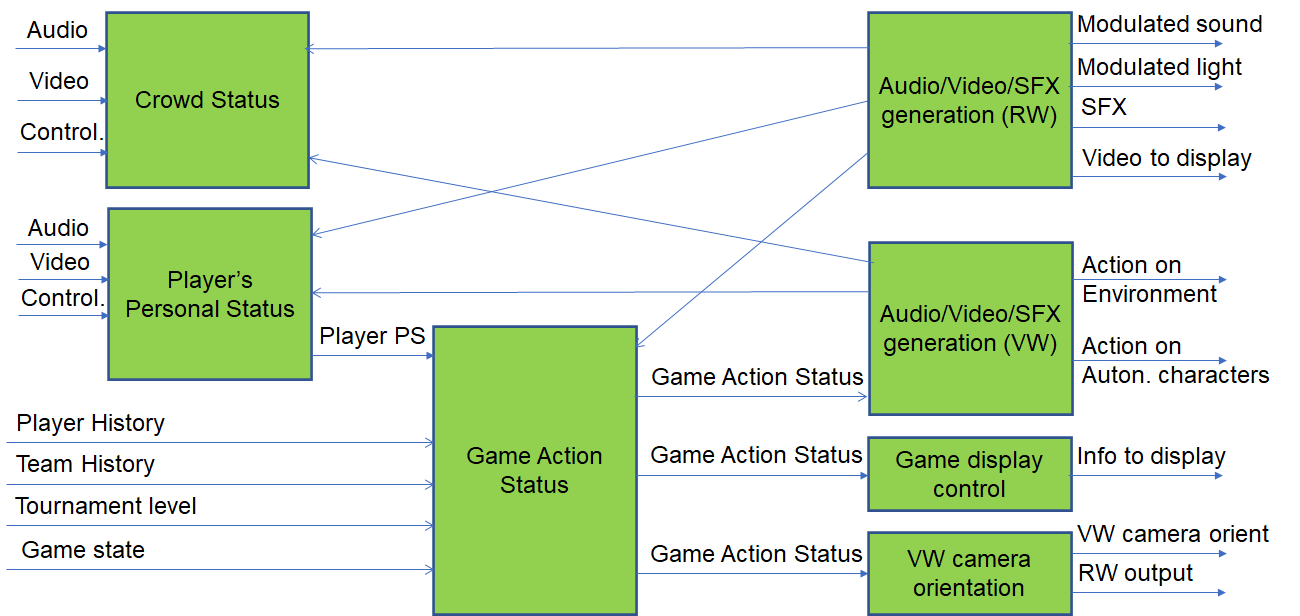 Audio
Video
Control.
Crowd Status
Audio/Video/SFX
generation (RW)
Modulated sound
Modulated light
SFX
Video to display
Audio
Video
Control.
Player’s
Personal Status
Player PS
Audio/Video/SFX
generation (VW)
Action on
Environment
Action on
Auton. characters
Player History
Team History
Tournament level
Game state
Game Action
Status
Game Action Status
Game Action Status
Game Action Status
Game display
control
Info to display
VW camera
orientation
VW camera orient
RW output